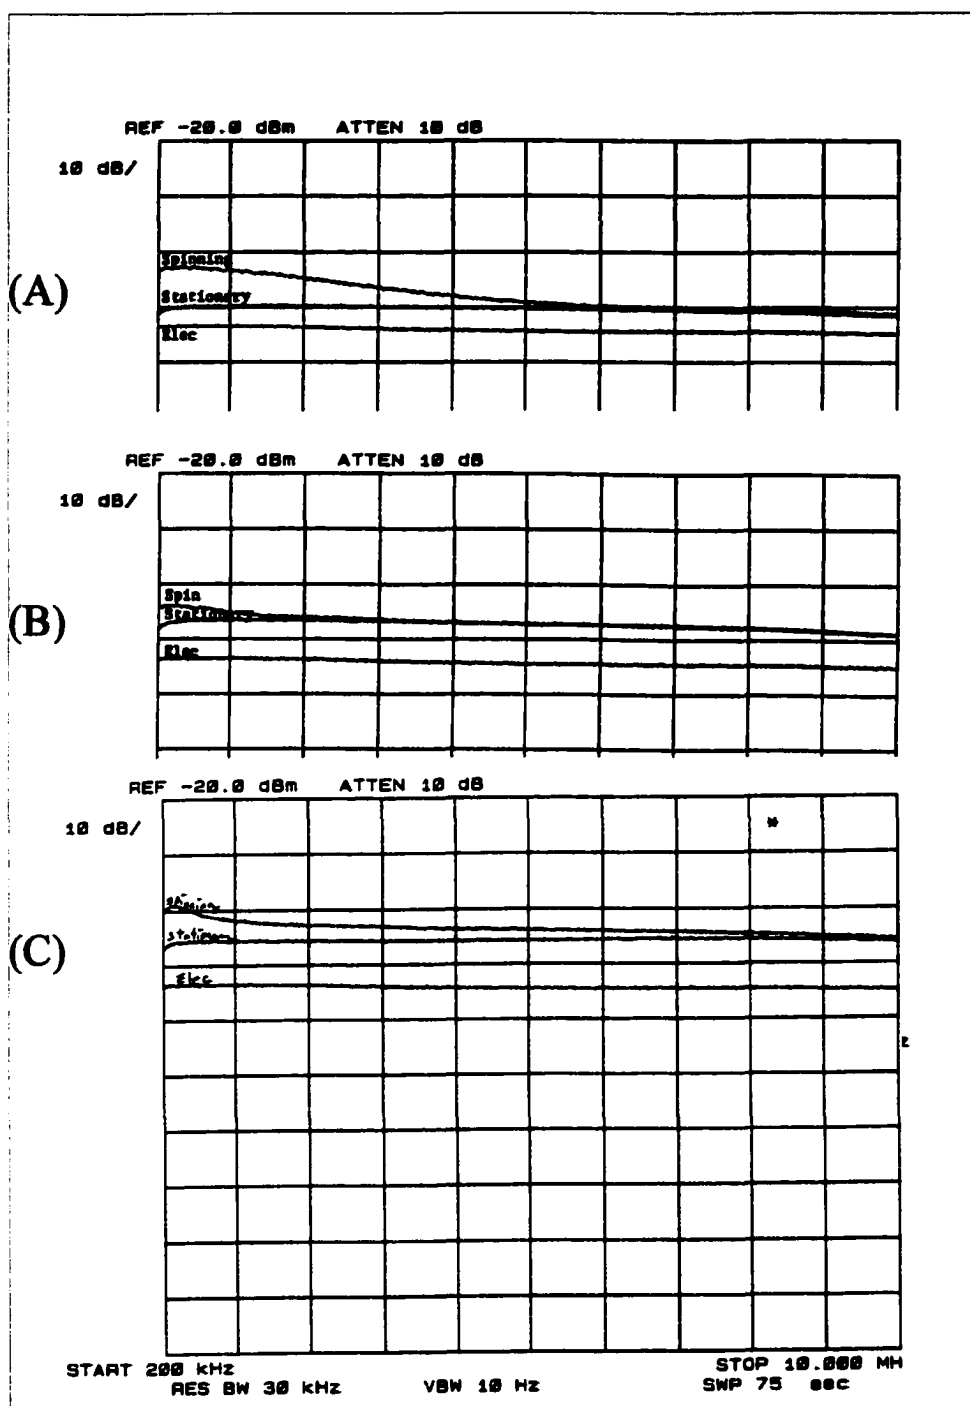 REF -20.0 dBm ATTEN 10 dB
10 dB/
Spinning
(A)
Stationary
Elec
REF -20.0 dBm ATTEN 10 dB
10 dB/
Spin
(B)
Stationary
Elec
REF -20.0 dBm ATTEN 10 dB
10 dB/
*
spinning
(C)
Elec
z
START 200 kHz
STOP 10.000 MH
RES BW 30 kHz
VBW 10 Hz
SWP 75 sec